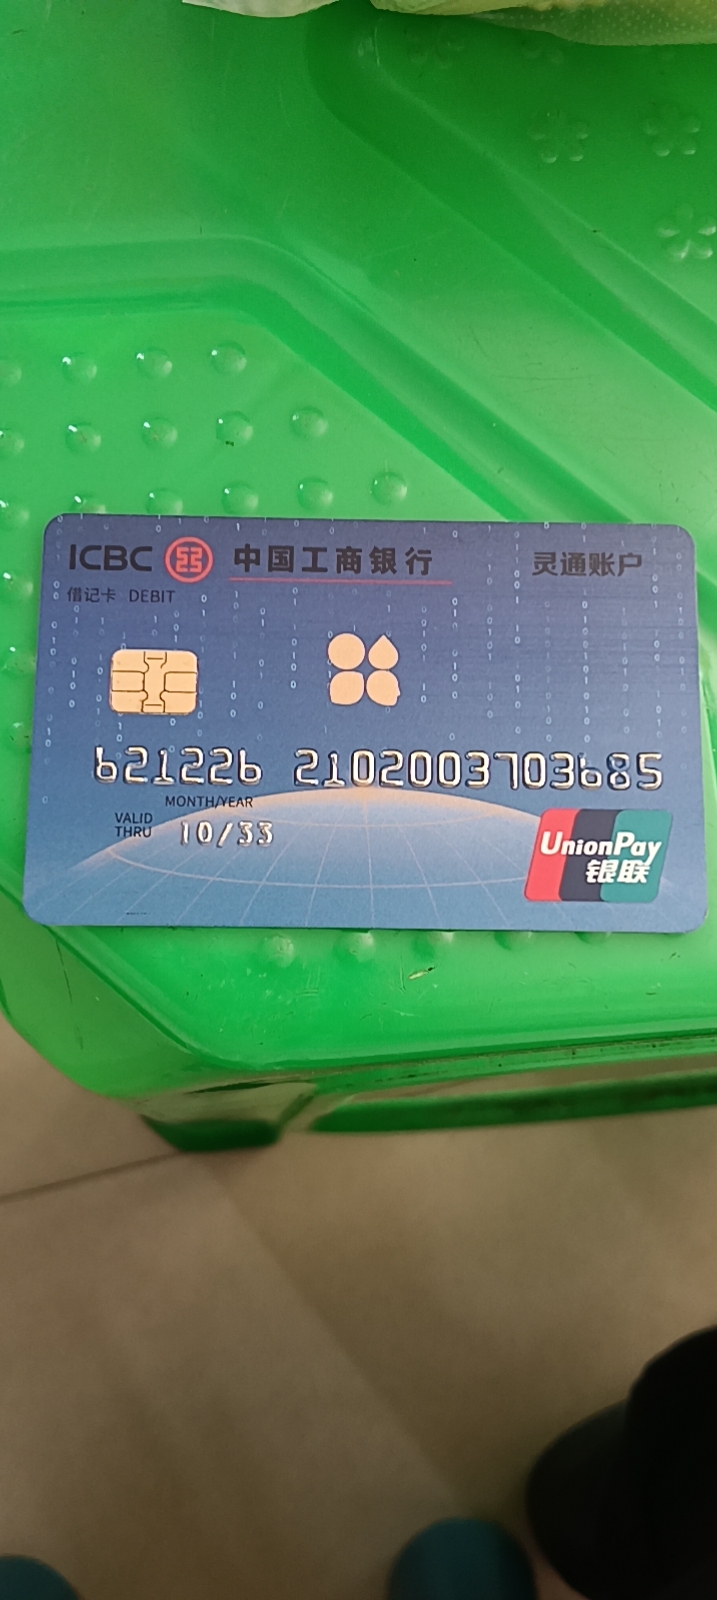 ICBC 中国工商银行 灵通账户
借记卡 DEBIT
621226 2102003703685
MONTH/YEAR
VALID THRU 10/33
UnionPay
银联